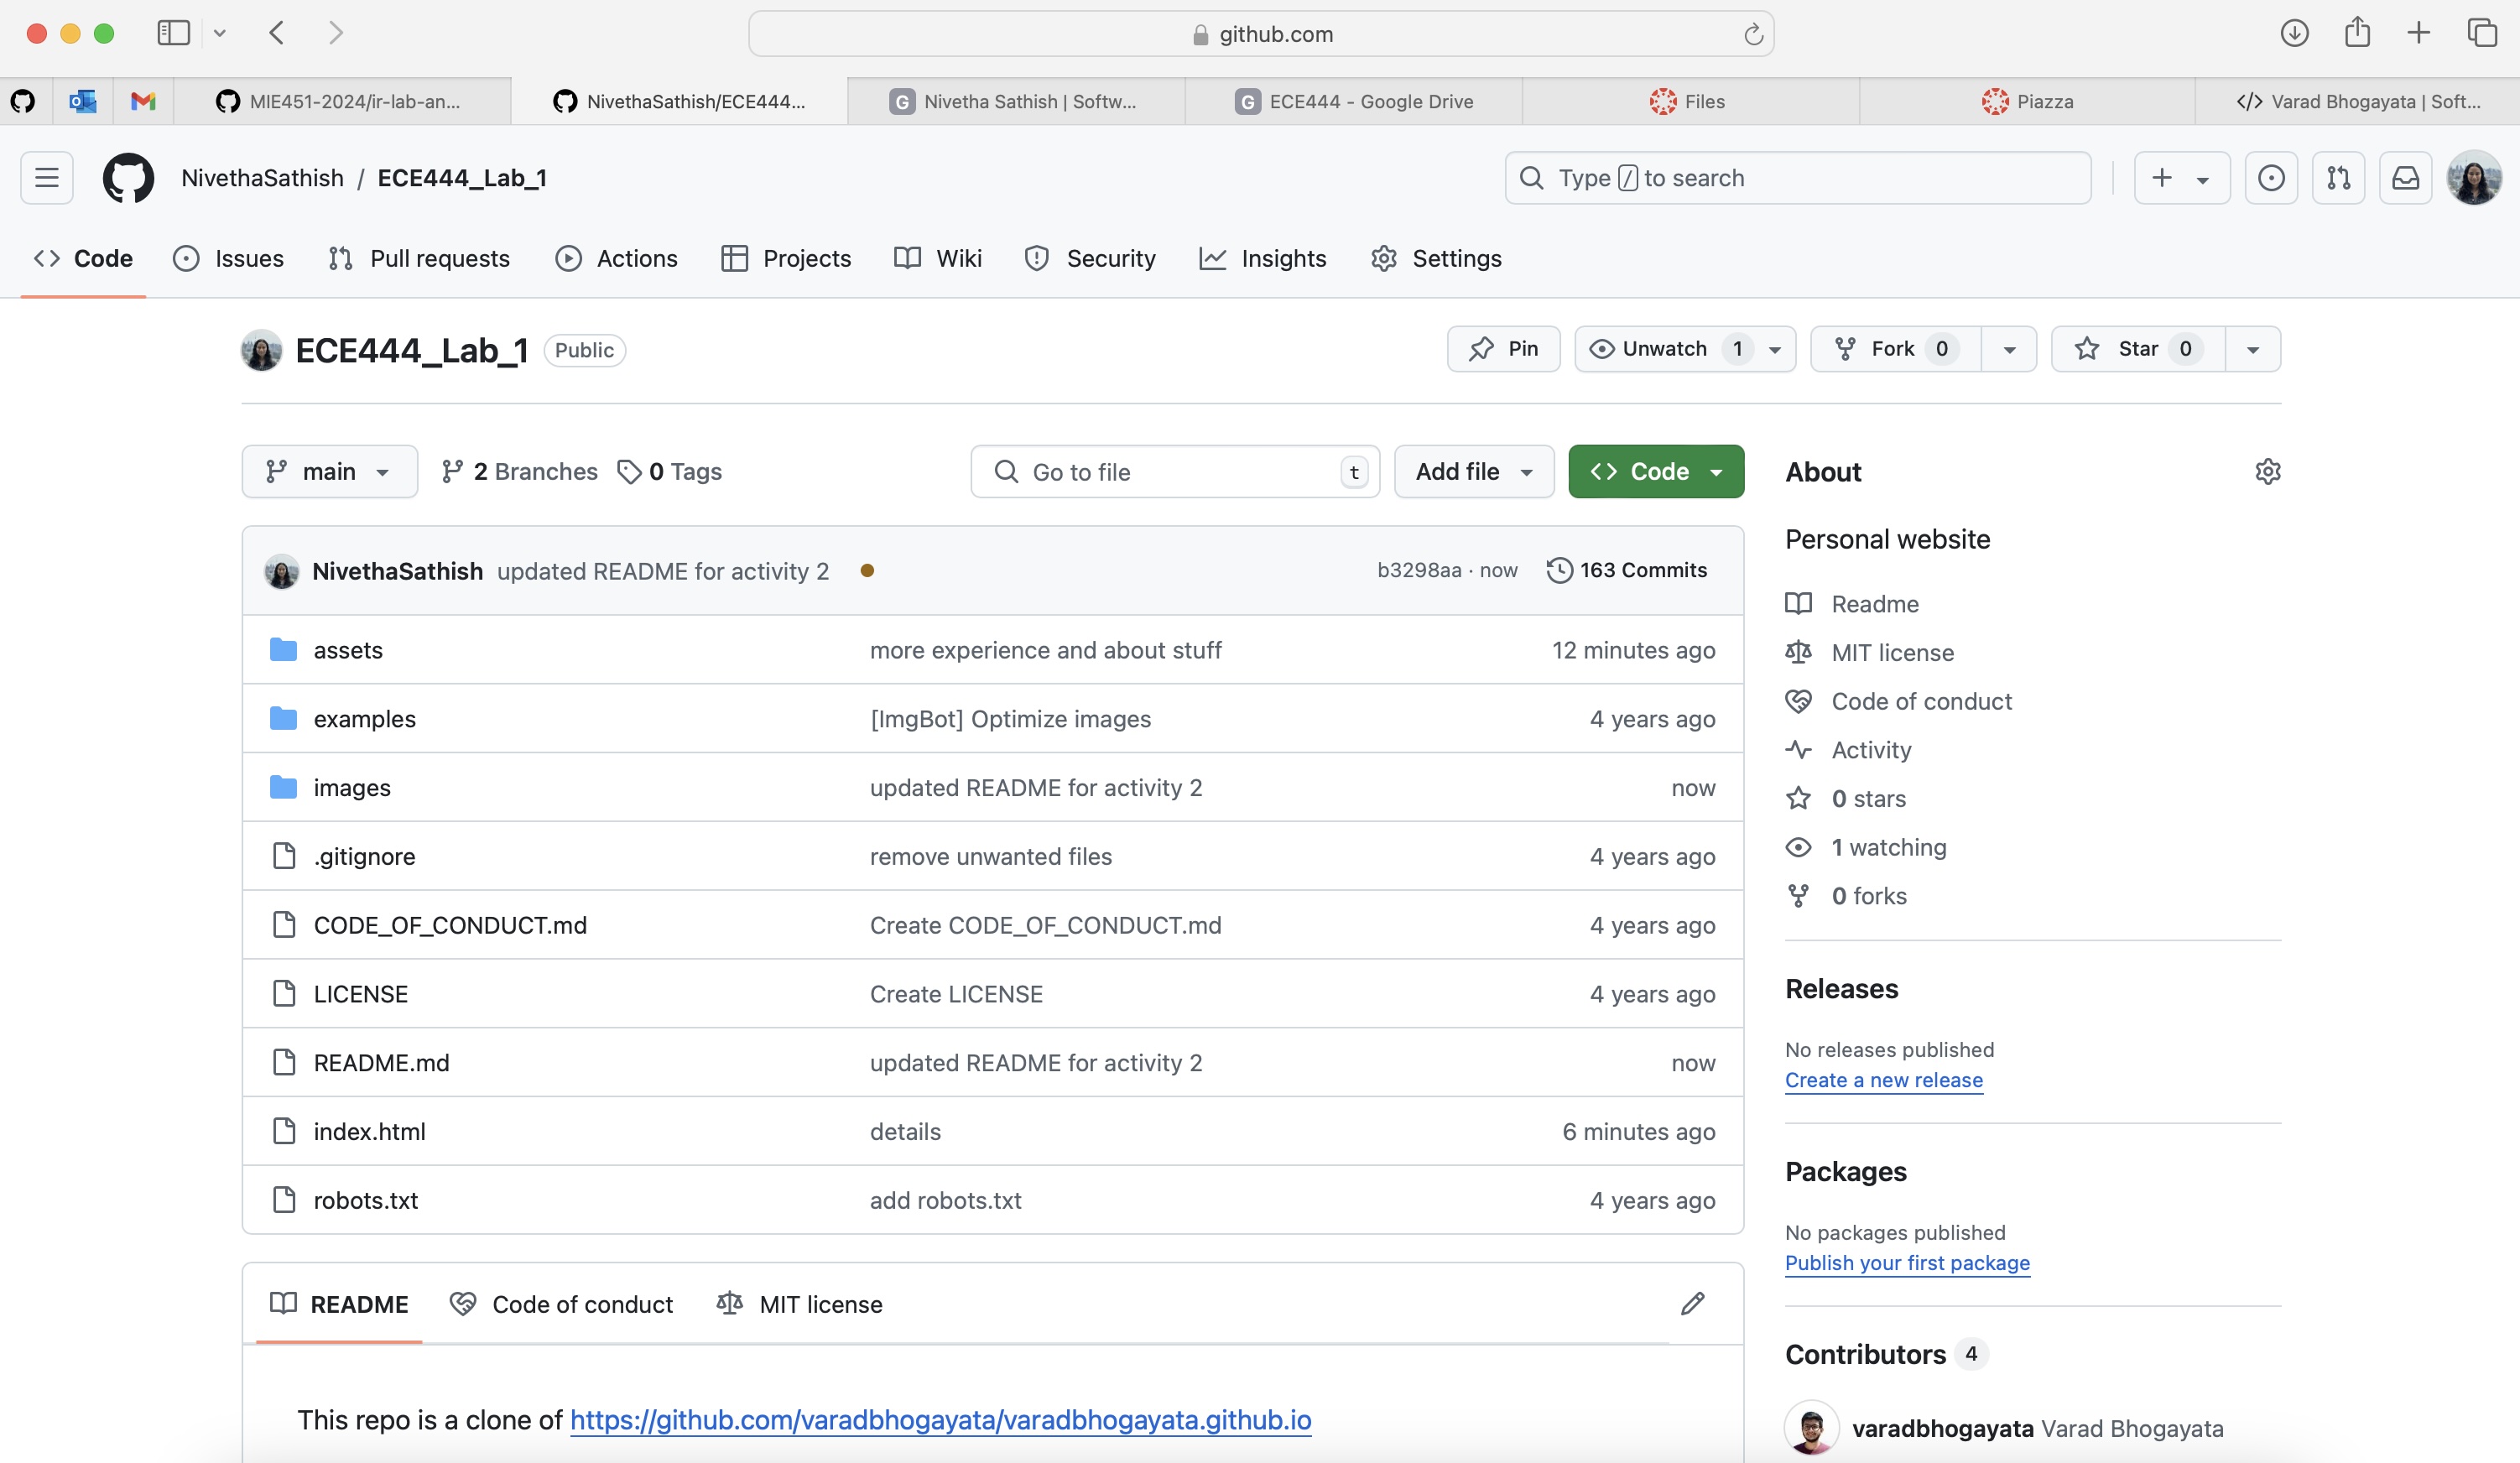 github.com
MIE451-2024/ir-lab-an...
NivethaSathish/ECE444...
G Nivetha Sathish | Softw...
G ECE444 - Google Drive
Files
Piazza
</> Varad Bhogayata | Soft...
NivethaSathish / ECE444_Lab_1
Type / to search
Code
Issues
Pull requests
Actions
Projects
Wiki
Security
Insights
Settings
ECE444_Lab_1 Public
Pin
Unwatch 1
Fork 0
Star 0
main
2 Branches
0 Tags
Go to file t
Add file
Code
About
Personal website
Readme
MIT license
Code of conduct
Activity
0 stars
1 watching
0 forks
NivethaSathish updated README for activity 2 b3298aa · now 163 Commits
assets more experience and about stuff 12 minutes ago
examples [ImgBot] Optimize images 4 years ago
images updated README for activity 2 now
.gitignore remove unwanted files 4 years ago
CODE_OF_CONDUCT.md Create CODE_OF_CONDUCT.md 4 years ago
LICENSE Create LICENSE 4 years ago
README.md updated README for activity 2 now
index.html details 6 minutes ago
robots.txt add robots.txt 4 years ago
Releases
No releases published
Create a new release
Packages
No packages published
Publish your first package
Contributors 4
varadbhogayata Varad Bhogayata
README
Code of conduct
MIT license
This repo is a clone of https://github.com/varadbhogayata/varadbhogayata.github.io